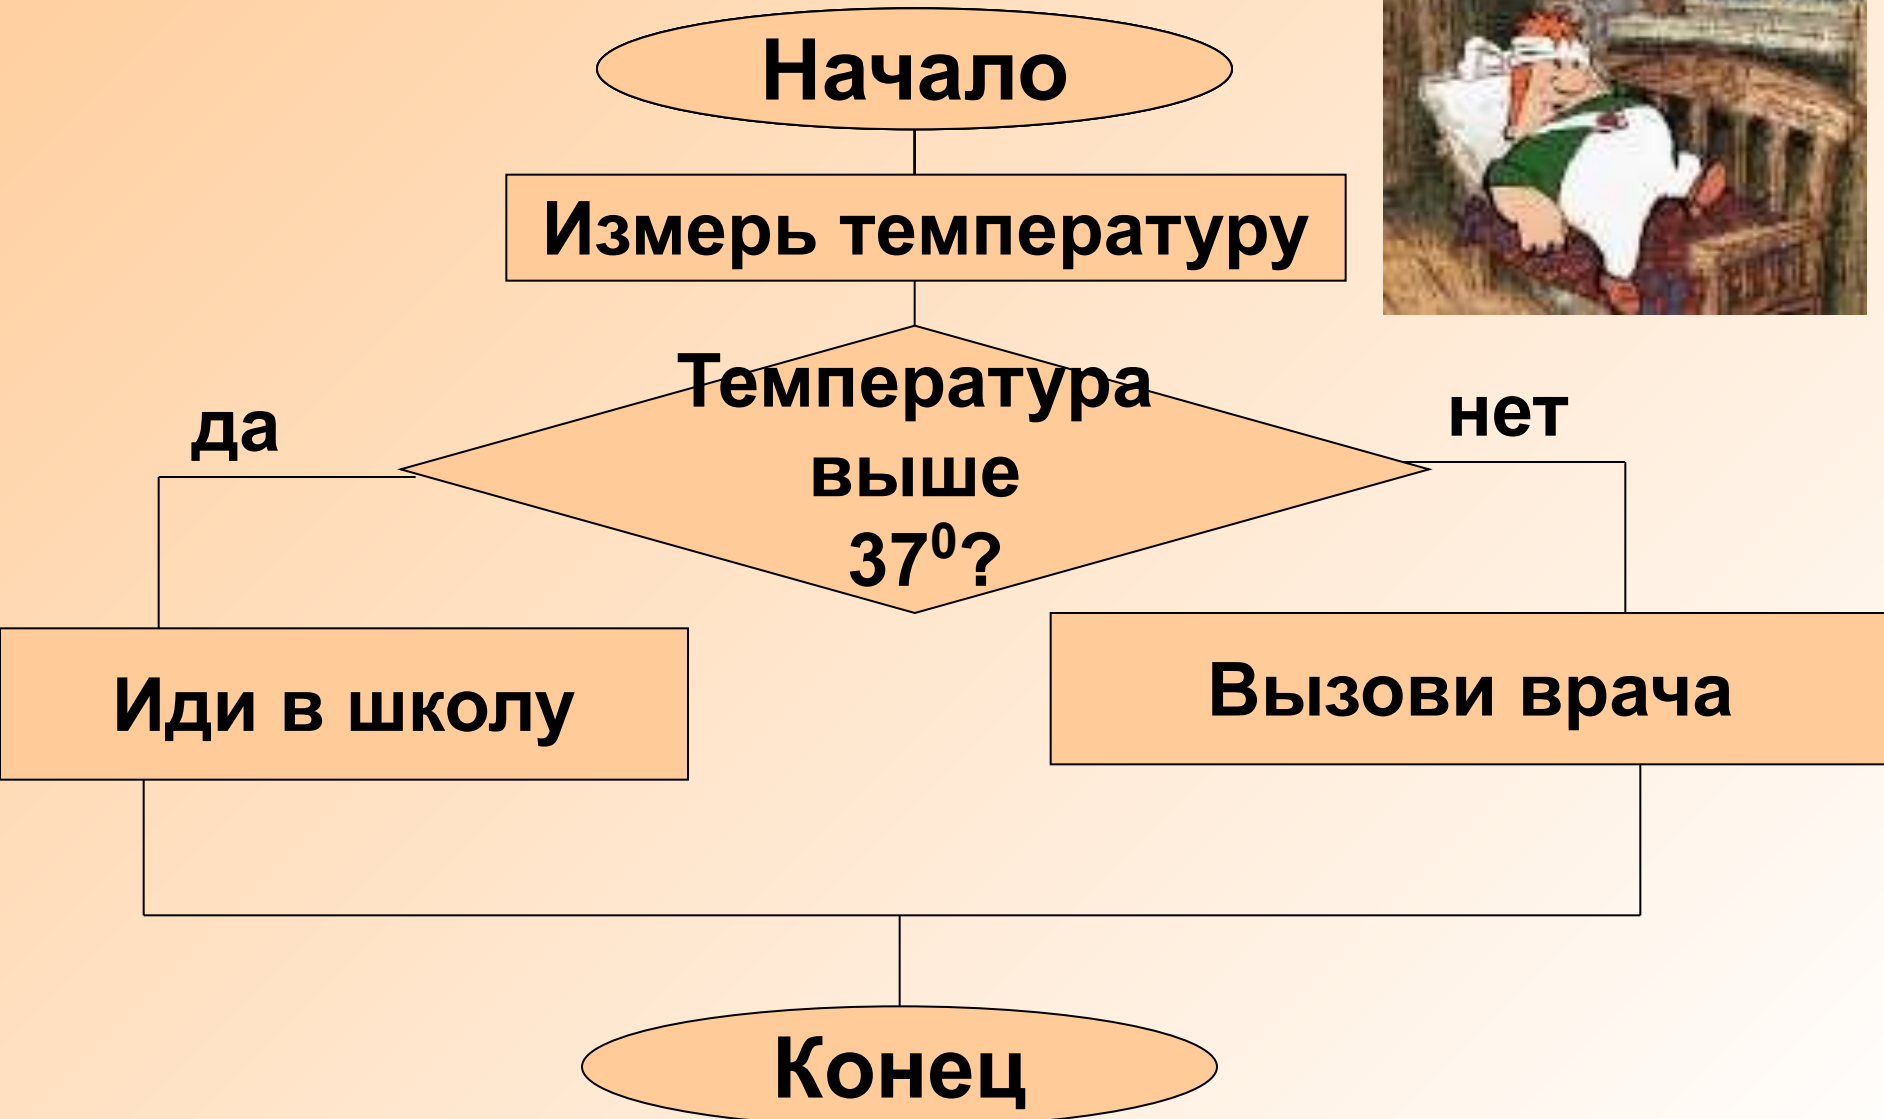 Начало
Измерь температуру
Температура
выше
37⁰?
да
нет
Иди в школу
Вызови врача
Конец